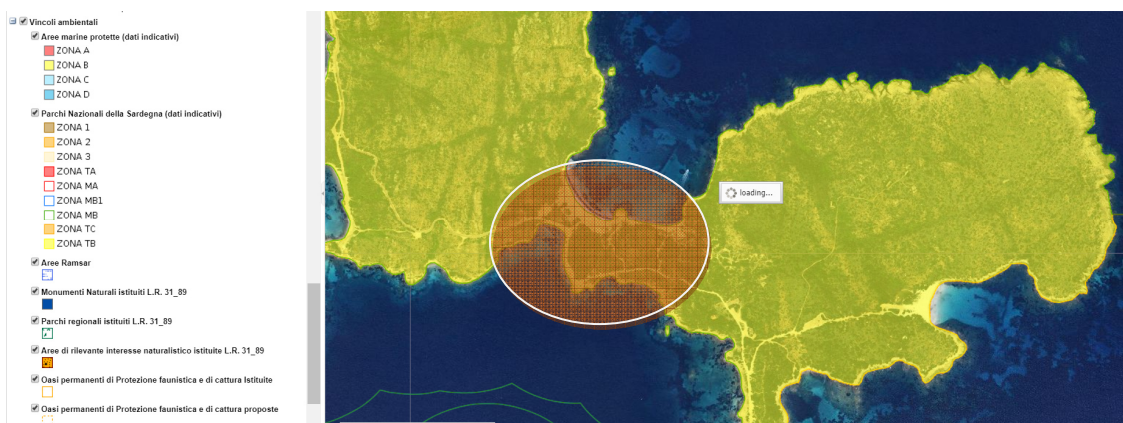 Vincoli ambientali
Aree marine protette (dati indicativi)
ZONA A
ZONA B
ZONA C
ZONA D
Parchi Nazionali della Sardegna (dati indicativi)
ZONA 1
ZONA 2
ZONA 3
ZONA TA
ZONA MA
ZONA MB1
ZONA MB
ZONA TC
ZONA TB
Aree Ramsar
Monumenti Naturali istituiti L.R. 31_89
Parchi regionali istituiti L.R. 31_89
Aree di rilevante interesse naturalistico istituite L.R. 31_89
Oasi permanenti di Protezione faunistica e di cattura Istituite
Oasi permanenti di Protezione faunistica e di cattura proposte
loading...